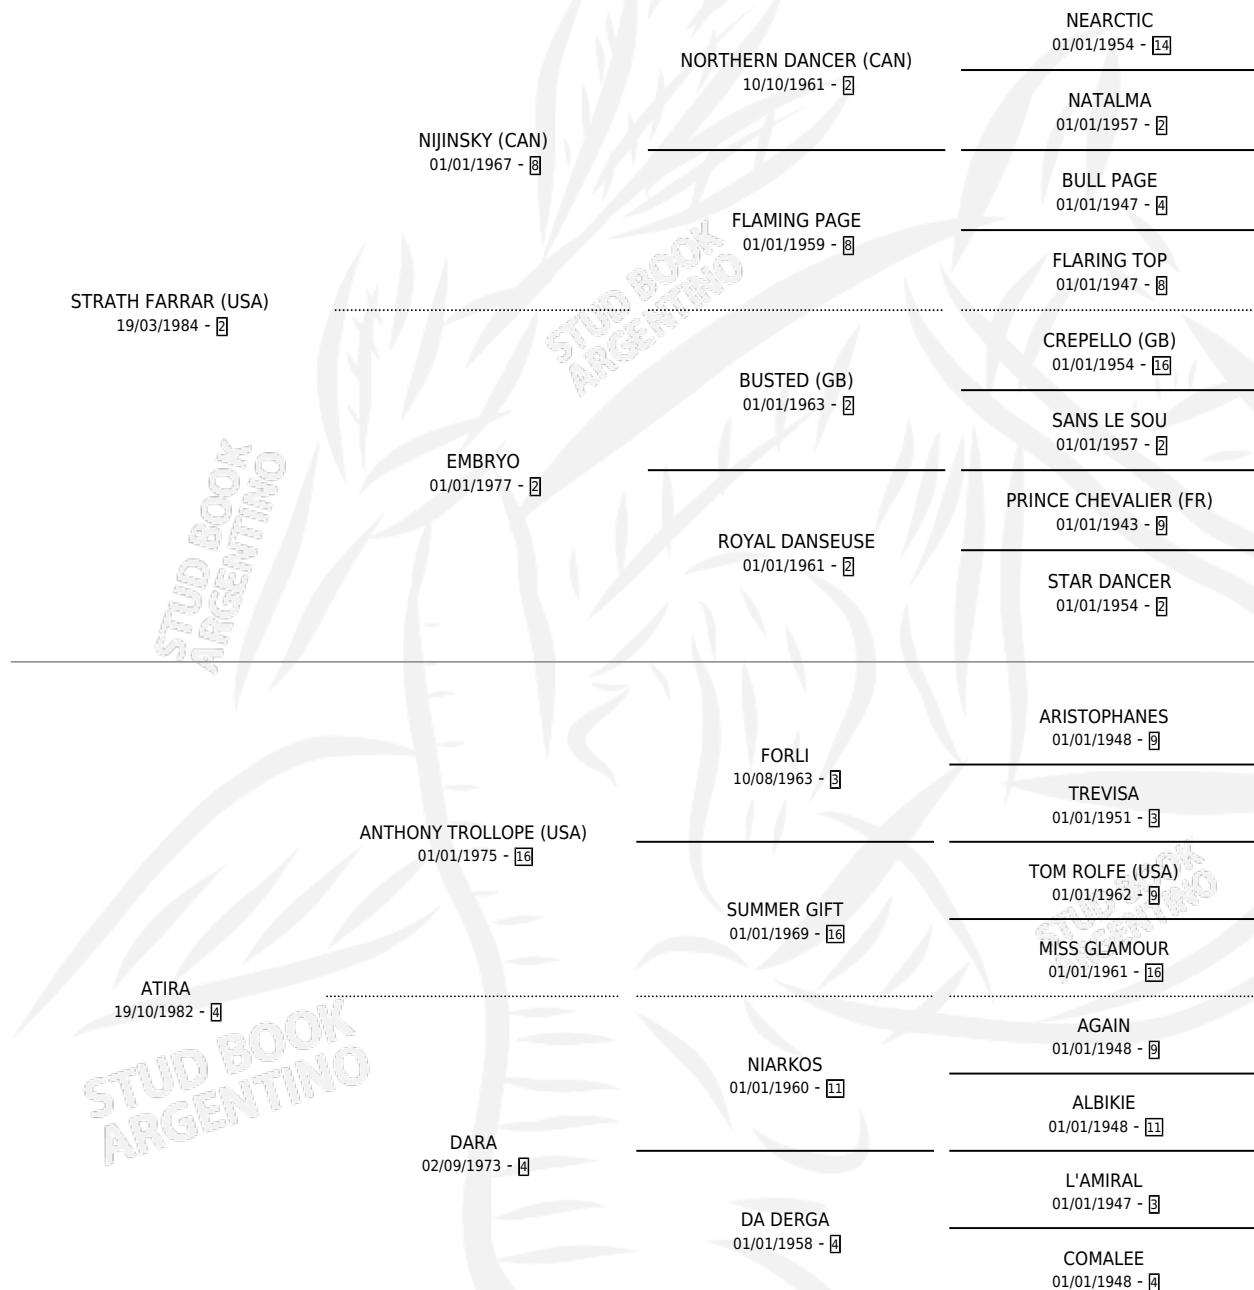 NEARCTIC
01/01/1954 - 14
NORTHERN DANCER (CAN)
10/10/1961 - 2
NATALMA
01/01/1957 - 2
NIJINSKY (CAN)
01/01/1967 - 8
BULL PAGE
01/01/1947 - 4
FLAMING PAGE
01/01/1959 - 8
FLARING TOP
01/01/1947 - 8
STRATH FARRAR (USA)
19/03/1984 - 2
STUD BOOK
ARGENTINO
CREPELLO (GB)
01/01/1954 - 16
BUSTED (GB)
01/01/1963 - 2
SANS LE SOU
01/01/1957 - 2
EMBRYO
01/01/1977 - 2
PRINCE CHEVALIER (FR)
01/01/1943 - 9
ROYAL DANSEUSE
01/01/1961 - 2
STAR DANCER
01/01/1954 - 2
STUD BOOK
ARGENTINO
ARISTOPHANES
01/01/1948 - 9
FORLI
10/08/1963 - 3
TREVISA
01/01/1951 - 3
ANTHONY TROLLOPE (USA)
01/01/1975 - 16
TOM ROLFE (USA)
01/01/1962 - 9
SUMMER GIFT
01/01/1969 - 16
MISS GLAMOUR
01/01/1961 - 16
STUD BOOK
ARGENTINO
ATIRA
19/10/1982 - 4
AGAIN
01/01/1948 - 9
NIARKOS
01/01/1960 - 11
ALBIKIE
01/01/1948 - 11
STUD BOOK
ARGENTINO
DARA
02/09/1973 - 4
L'AMIRAL
01/01/1947 - 3
DA DERGA
01/01/1958 - 4
COMALEE
01/01/1948 - 4